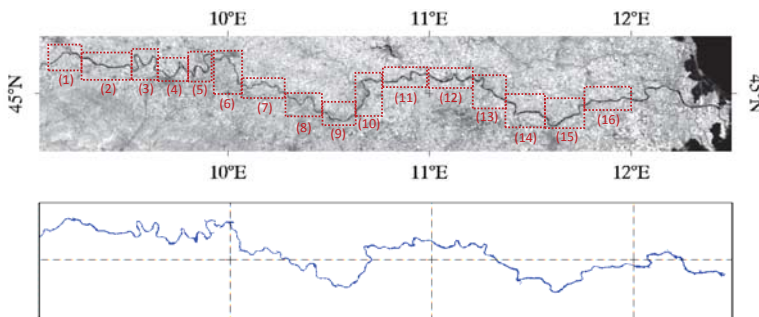 10°E 11°E 12°E
45°N 45°N
(1) (2) (3) (4) (5) (6) (7) (8) (9) (10) (11) (12) (13) (14) (15) (16)
10°E 11°E 12°E